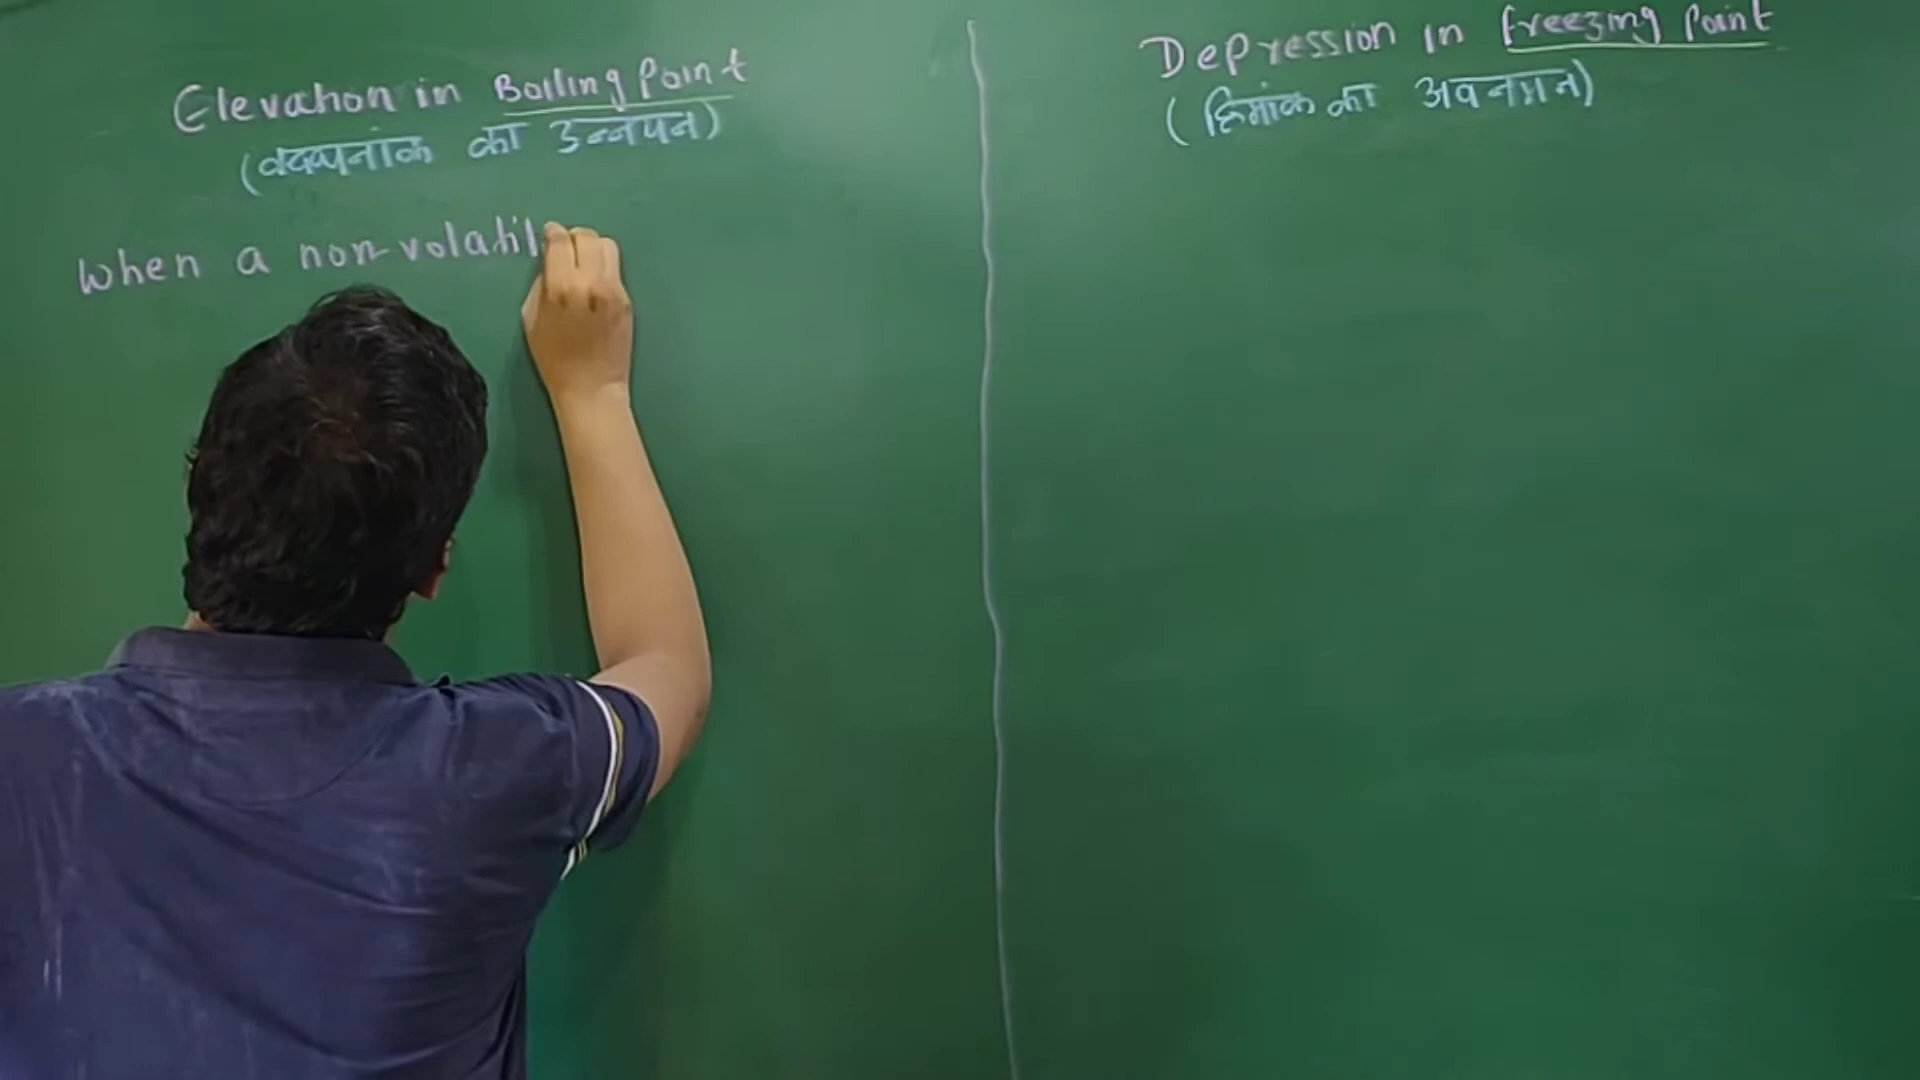 Elevation in Boiling Point
(क्वथनांक का उन्नयन)
When a non-volatil
Depression in freezing point
(हिमांक का अवनमन)